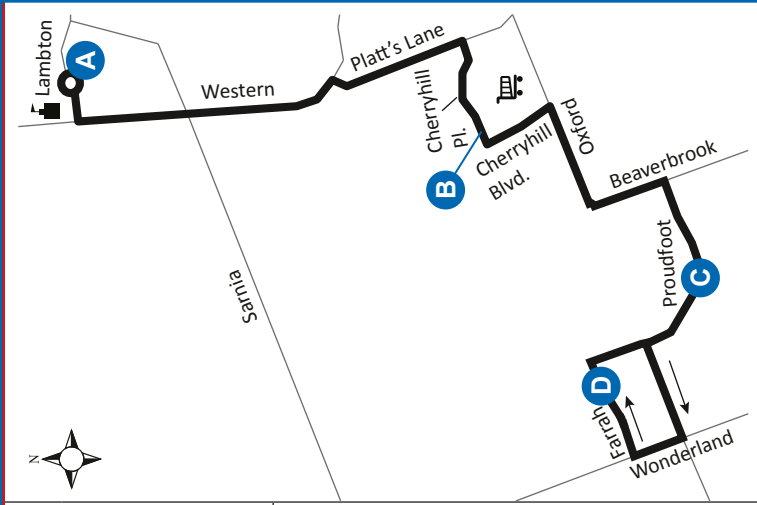 Lambton
A
Western
Platt's Lane
Cherryhill
Pl.
B
Cherryhill
Blvd.
Oxford
Beaverbrook
Sarnia
Proudfoot
C
D
Farrah
Wonderland
N